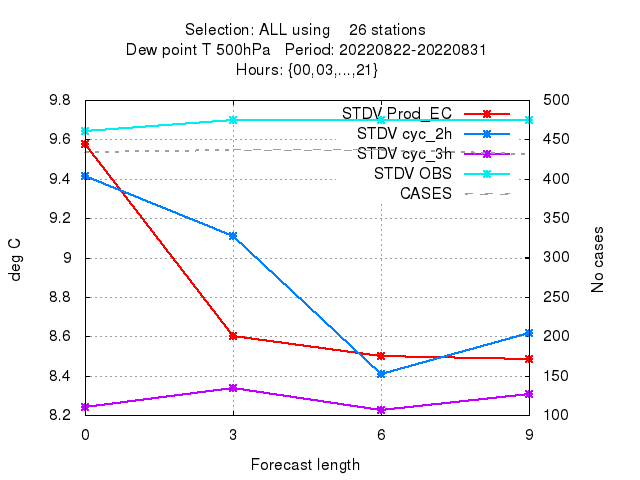 Selection: ALL using    26 stations
Dew point T 500hPa   Period: 20220822-20220831
Hours: {00,03,...,21}
9.8
9.6
9.4
9.2
9
8.8
8.6
8.4
8.2
500
450
400
350
300
250
200
150
100
STDV Prod_EC
STDV cyc_2h
STDV cyc_3h
STDV OBS
CASES
deg C
No cases
0 3 6 9
Forecast length